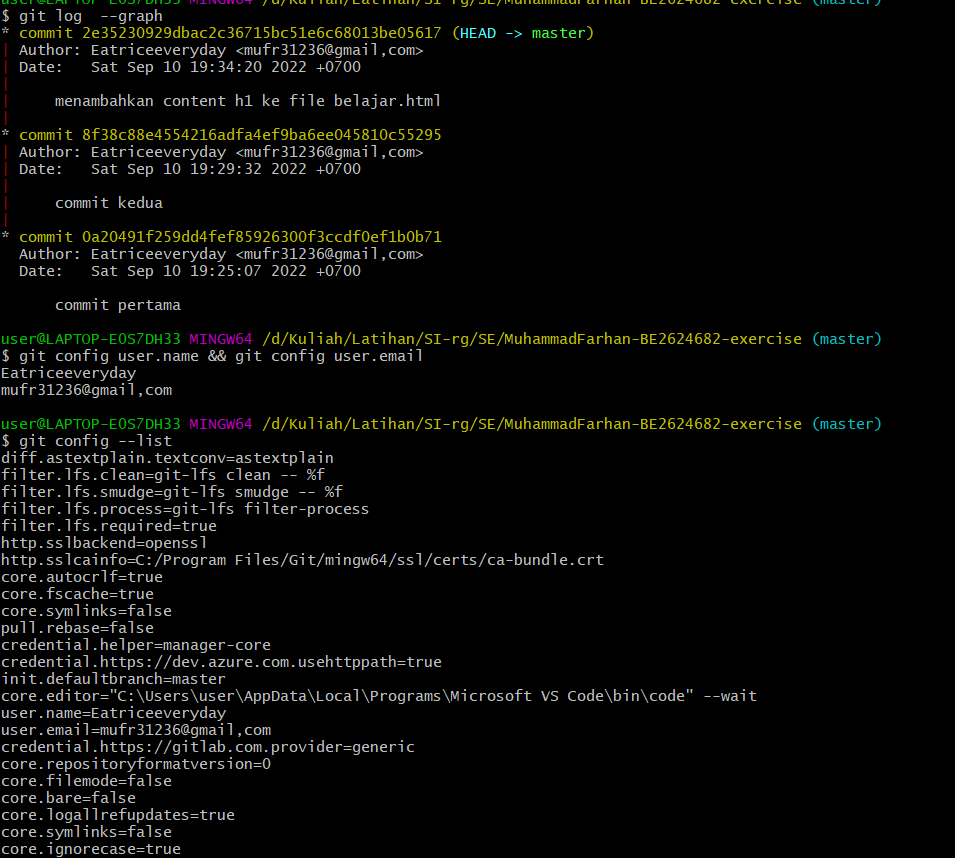 user@LAPTOP-E0S7DH33 MINGW64 /d/Kuliah/Latihan/SI-rg/SE/MuhammadFarhan-BE2624682-exercise (master)
$ git log  --graph
* commit 2e35230929dbac2c36715bc51e6c68013be05617 (HEAD -> master)
| Author: Eatriceeveryday <mufr31236@gmail,com>
| Date:   Sat Sep 10 19:34:20 2022 +0700
|
|     menambahkan content h1 ke file belajar.html
|
* commit 8f38c88e4554216adfa4ef9ba6ee045810c55295
| Author: Eatriceeveryday <mufr31236@gmail,com>
| Date:   Sat Sep 10 19:29:32 2022 +0700
|
|     commit kedua
|
* commit 0a20491f259dd4fef85926300f3ccdf0ef1b0b71
  Author: Eatriceeveryday <mufr31236@gmail,com>
  Date:   Sat Sep 10 19:25:07 2022 +0700

      commit pertama

user@LAPTOP-E0S7DH33 MINGW64 /d/Kuliah/Latihan/SI-rg/SE/MuhammadFarhan-BE2624682-exercise (master)
$ git config user.name && git config user.email
Eatriceeveryday
mufr31236@gmail,com

user@LAPTOP-E0S7DH33 MINGW64 /d/Kuliah/Latihan/SI-rg/SE/MuhammadFarhan-BE2624682-exercise (master)
$ git config --list
diff.astextplain.textconv=astextplain
filter.lfs.clean=git-lfs clean -- %f
filter.lfs.smudge=git-lfs smudge -- %f
filter.lfs.process=git-lfs filter-process
filter.lfs.required=true
http.sslbackend=openssl
http.sslcainfo=C:/Program Files/Git/mingw64/ssl/certs/ca-bundle.crt
core.autocrlf=true
core.fscache=true
core.symlinks=false
pull.rebase=false
credential.helper=manager-core
credential.https://dev.azure.com.usehttppath=true
init.defaultbranch=master
core.editor="C:\Users\user\AppData\Local\Programs\Microsoft VS Code\bin\code" --wait
user.name=Eatriceeveryday
user.email=mufr31236@gmail,com
credential.https://gitlab.com.provider=generic
core.repositoryformatversion=0
core.filemode=false
core.bare=false
core.logallrefupdates=true
core.symlinks=false
core.ignorecase=true